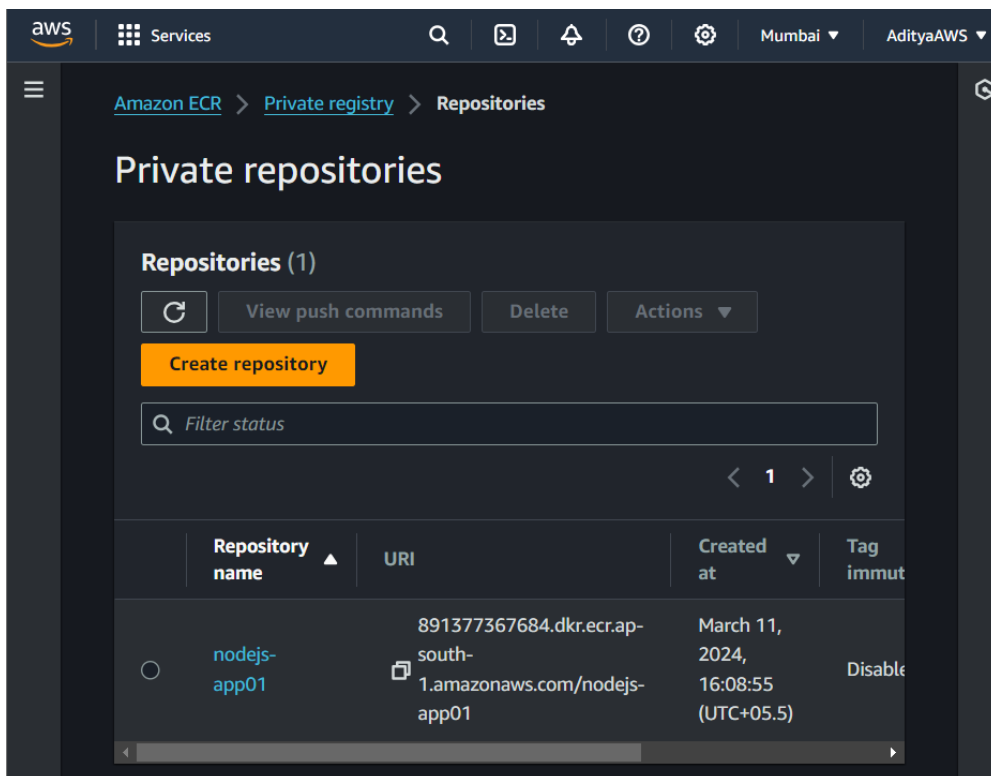 aws Services Mumbai AdityaAWS
Amazon ECR Private registry Repositories
Private repositories
Repositories (1)
View push commands Delete Actions
Create repository
Filter status
1
Repository name URI Created at Tag immut
nodejs-
app01
891377367684.dkr.ecr.ap-
south-
1.amazonaws.com/nodejs-
app01
March 11,
2024,
16:08:55
(UTC+05.5)
Disable